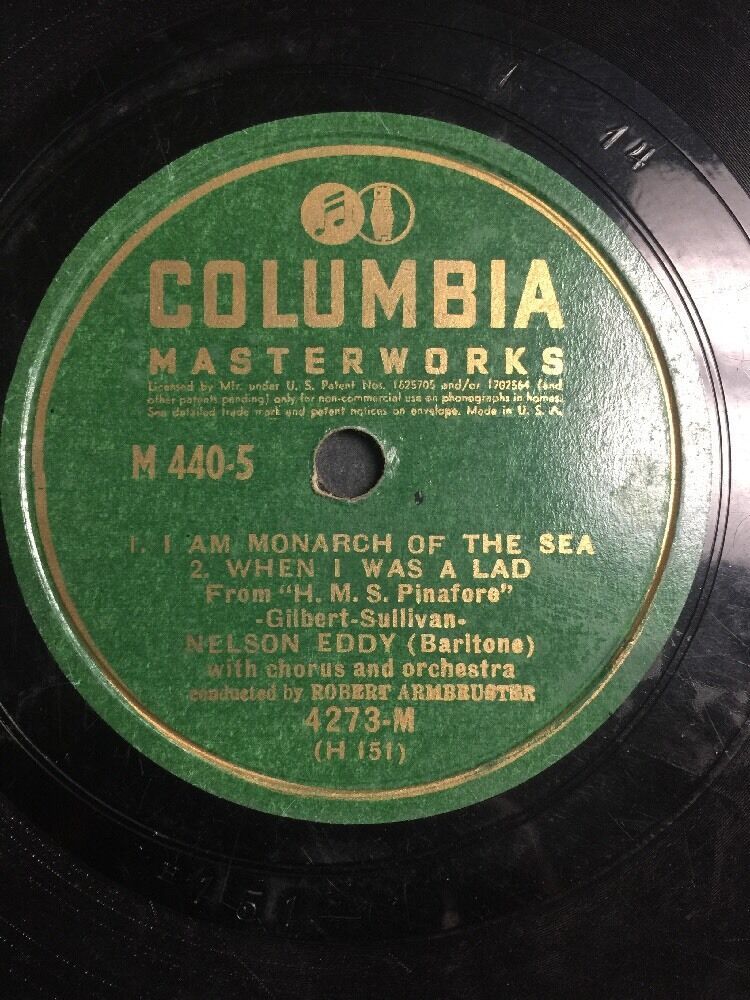 14
COLUMBIA
MASTERWORKS
Licensed by Mfr. under U. S. Patent Nos. 1625705 and/or 1702564 (and
other patents pending) only for non-commercial use on phonographs in homes.
See detailed trade mark and patent notices on envelope. Made in U. S. A.
M 440-5
1. I AM MONARCH OF THE SEA
2. WHEN I WAS A LAD
From "H. M. S. Pinafore"
-Gilbert-Sullivan-
NELSON EDDY (Baritone)
with chorus and orchestra
conducted by ROBERT ARMBRUSTER
4273-M
(H 151)